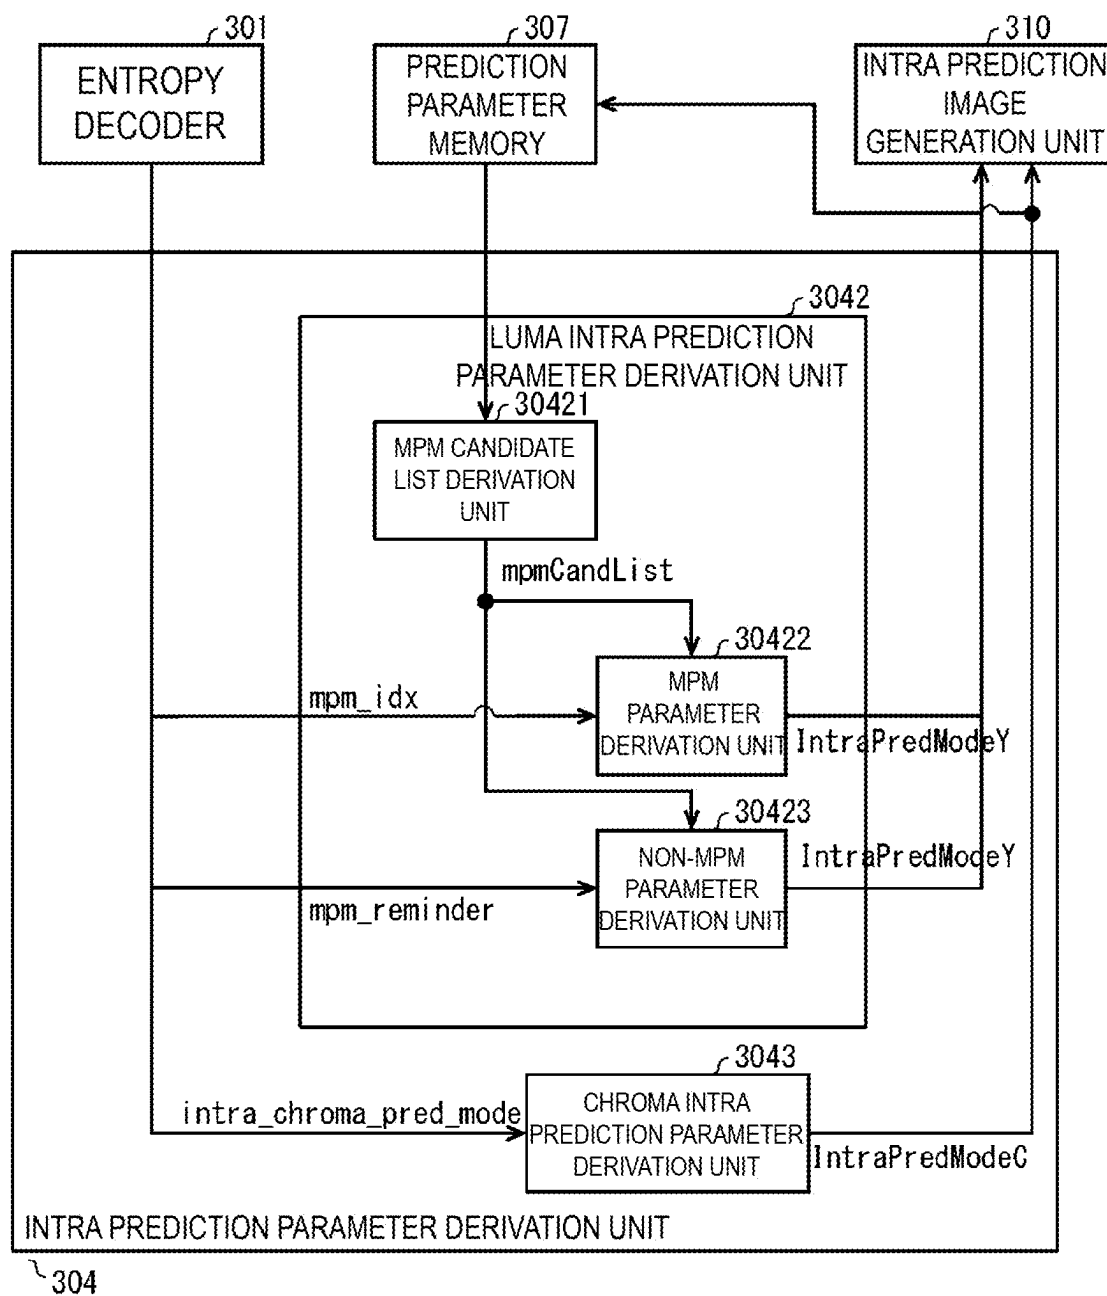 301
ENTROPY
DECODER
307
PREDICTION
PARAMETER
MEMORY
310
INTRA PREDICTION
IMAGE
GENERATION UNIT
3042
LUMA INTRA PREDICTION
PARAMETER DERIVATION UNIT
30421
MPM CANDIDATE
LIST DERIVATION
UNIT
mpmCandList
30422
MPM
PARAMETER
DERIVATION UNIT
mpm_idx
IntraPredModeY
30423
NON-MPM
PARAMETER
DERIVATION UNIT
IntraPredModeY
mpm_reminder
3043
CHROMA INTRA
PREDICTION PARAMETER
DERIVATION UNIT
intra_chroma_pred_mode
IntraPredModeC
INTRA PREDICTION PARAMETER DERIVATION UNIT
304